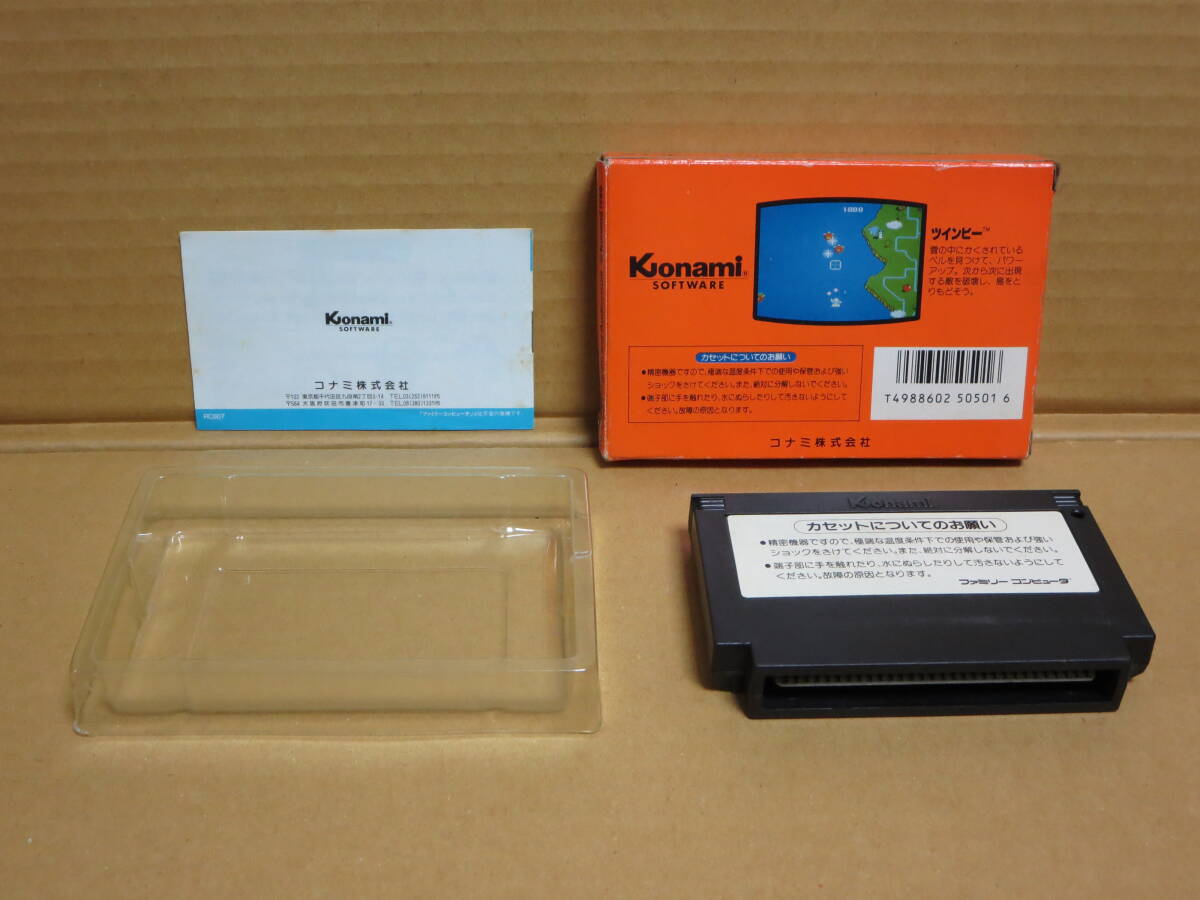 Konami
SOFTWARE
コナミ株式会社
RC807
Konami®
SOFTWARE
ツインビー™
雲の中にかくされている
ベルを見つけて、パワー
アップ。次から次に出現
する敵を破壊し、島をと
りもどそう。
カセットについてのお願い
●精密機器ですので、極端な温度条件下での使用や保管および強い
ショックをさけてください。また、絶対に分解しないでください。
●端子部に手を触れたり、水にぬらしたりして汚さないようにして
ください。故障の原因となります。
T4988602 505016
コナミ株式会社
Konami
カセットについてのお願い
●精密機器ですので、極端な温度条件下での使用や保管および強い
ショックをさけてください。また、絶対に分解しないでください。
●端子部に手を触れたり、水にぬらしたりして汚さないようにして
ください。故障の原因となります。
ファミリー コンピュータ